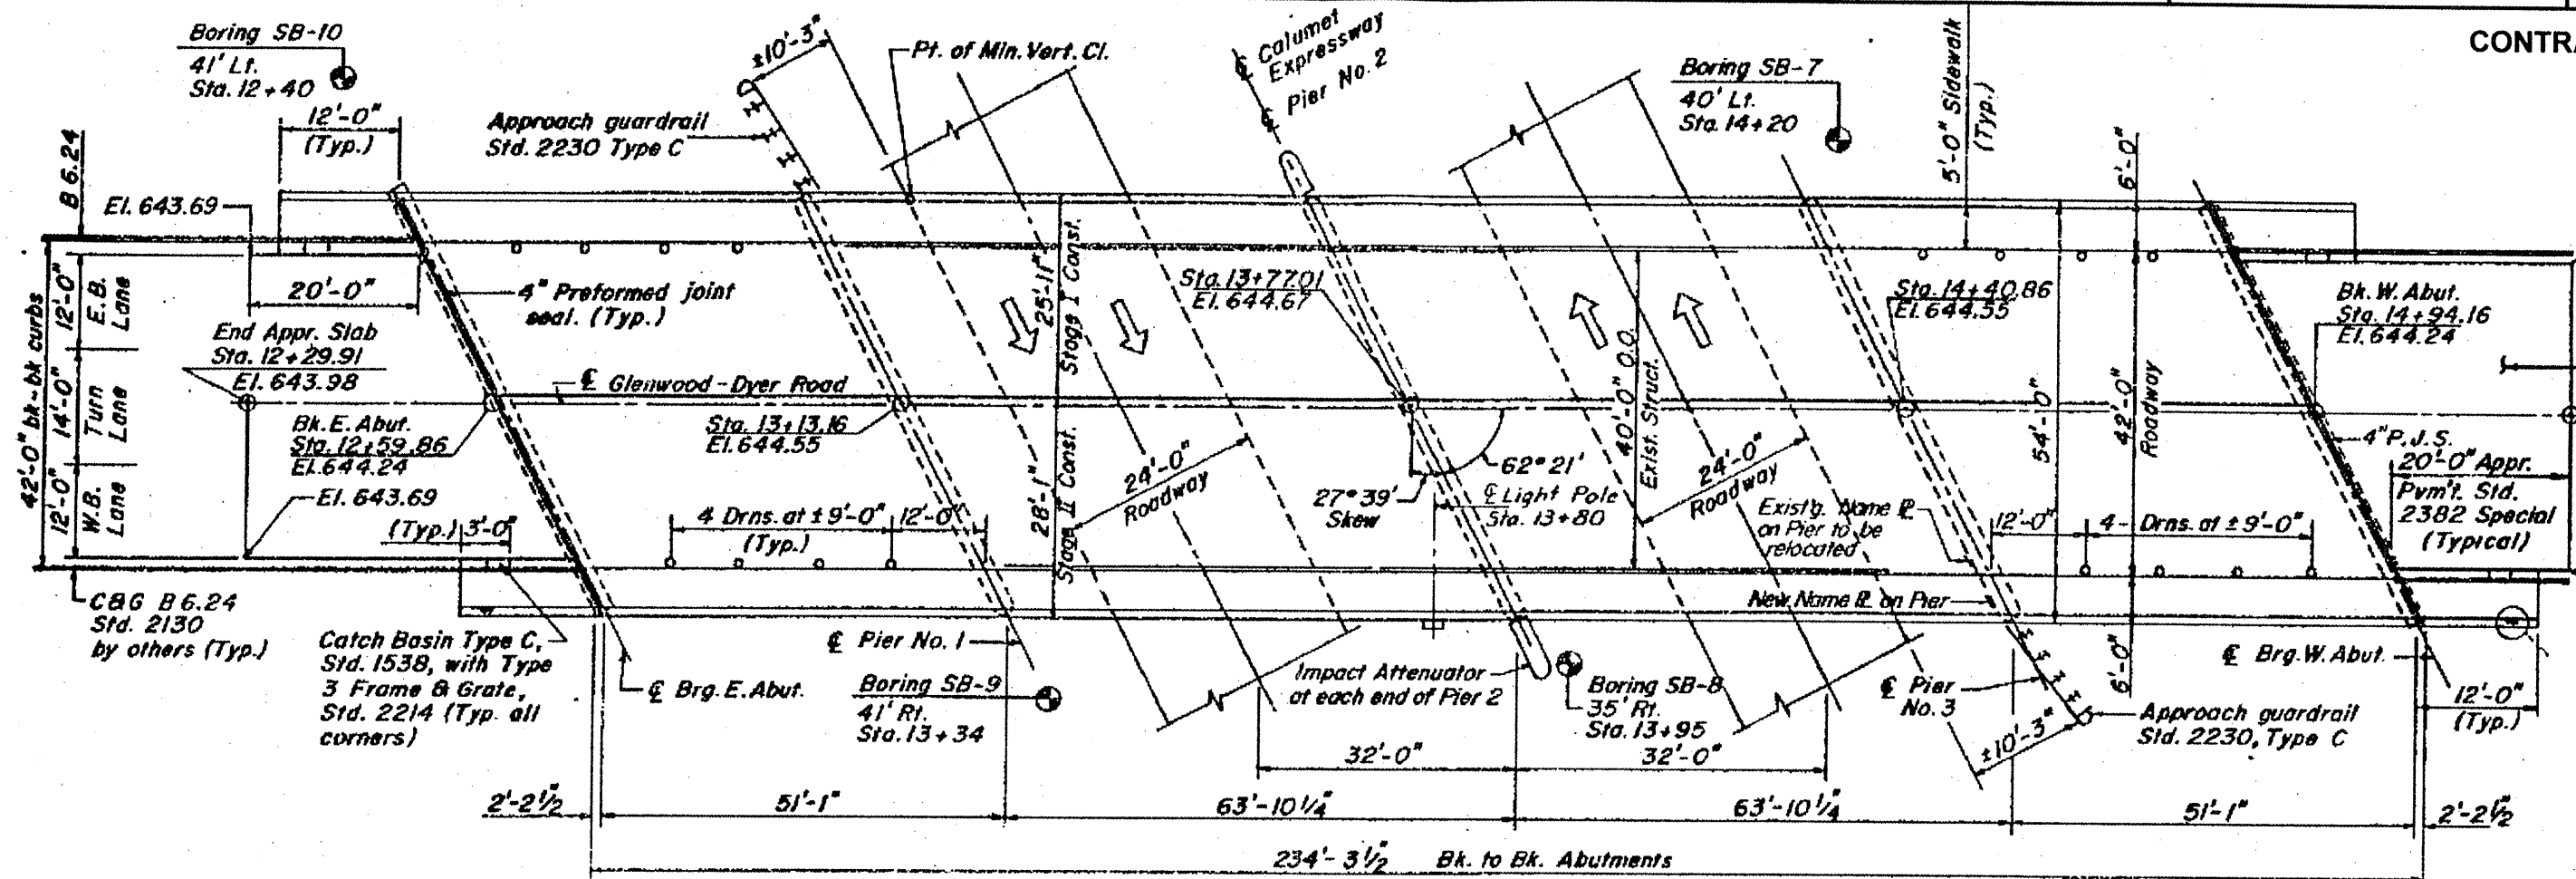 CONTRA
Boring SB-10
41' Lt.
Sta. 12+40
12'-0"
(Typ.)
B 6.24
El. 643.69
±10'-3"
Pt. of Min. Vert. Cl.
Approach guardrail
Std. 2230 Type C
℄ Calumet
Expressway
℄ Pier No. 2
Boring SB-7
40' Lt.
Sta. 14+20
5'-0" Sidewalk
(Typ.)
6'-0"
42'-0" bk-bk curbs
12'-0"
E.B.
Lane
14'-0"
Turn
Lane
12'-0"
W.B.
Lane
20'-0"
4" Preformed joint
seal. (Typ.)
End Appr. Slab
Sta. 12+29.91
El. 643.98
℄ Glenwood-Dyer Road
Bk. E. Abut.
Sta. 12+59.86
El. 644.24
El. 643.69
Sta. 13+13.16
El. 644.55
25'-11"
Stage I Const.
28'-1"
Stage II Const.
Sta. 13+77.01
El. 644.67
40'-0" O.O.
Exist. Struct.
Sta. 14+40.86
El. 644.55
Bk. W. Abut.
Sta. 14+94.16
El. 644.24
54'-0"
42'-0"
Roadway
4" P.J.S.
20'-0" Appr.
Pvm't. Std.
2382 Special
(Typical)
(Typ.) 3'-0"
4 Drns. at ±9'-0"
(Typ.)
12'-0"
24'-0"
Roadway
62°21'
27°39'
Skew
℄ Light Pole
Sta. 13+80
24'-0"
Roadway
Exist'g. Name ℙ
on Pier to be
relocated
12'-0"
4- Drns. at ±9'-0"
New Name ℙ on Pier
C&G B 6.24
Std. 2130
by others (Typ.)
Catch Basin Type C,
Std. 1538, with Type
3 Frame & Grate,
Std. 2214 (Typ. all
corners)
℄ Brg. E. Abut.
℄ Pier No. 1
Boring SB-9
41' Rt.
Sta. 13+34
Impact Attenuator
at each end of Pier 2
Boring SB-8
35' Rt.
Sta. 13+95
℄ Pier
No. 3
6'-0"
℄ Brg. W. Abut.
12'-0"
(Typ.)
Approach guardrail
Std. 2230, Type C
±10'-3"
32'-0"
32'-0"
2'-2½"
51'-1"
63'-10¼"
63'-10¼"
51'-1"
2'-2½"
234'-3½" Bk. to Bk. Abutments